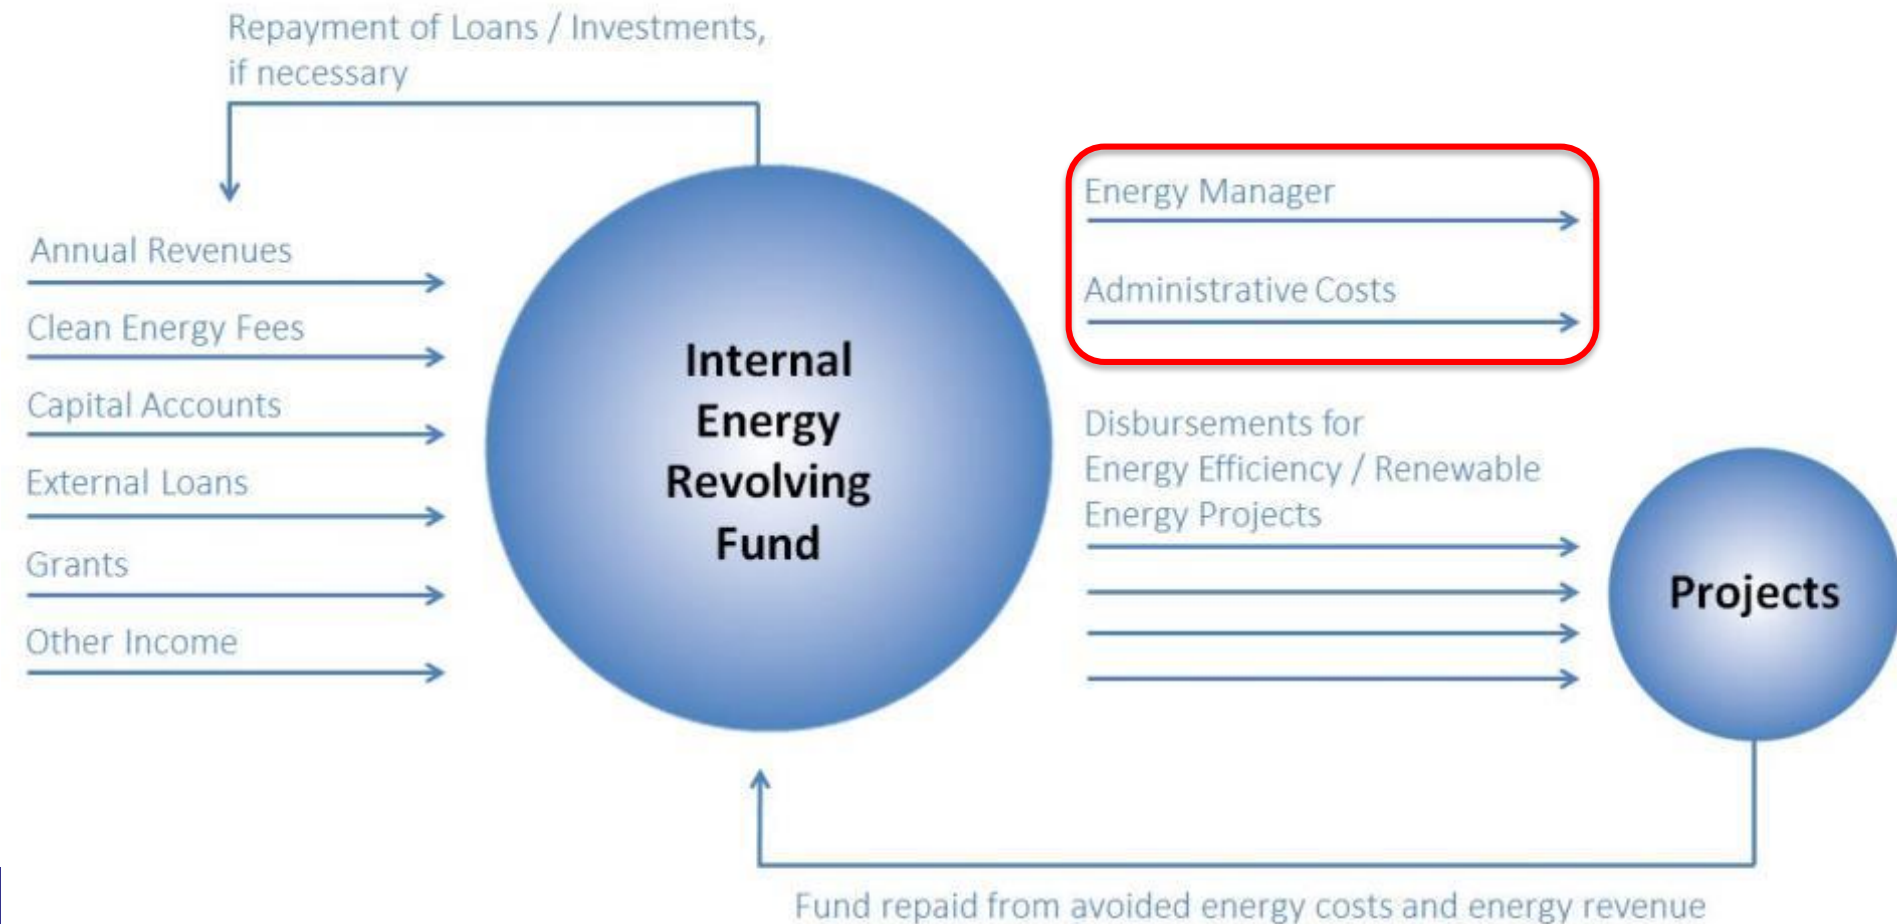 Repayment of Loans / Investments,
if necessary
Annual Revenues
Clean Energy Fees
Capital Accounts
External Loans
Grants
Other Income
Internal
Energy
Revolving
Fund
Energy Manager
Administrative Costs
Disbursements for
Energy Efficiency / Renewable
Energy Projects
Projects
Fund repaid from avoided energy costs and energy revenue